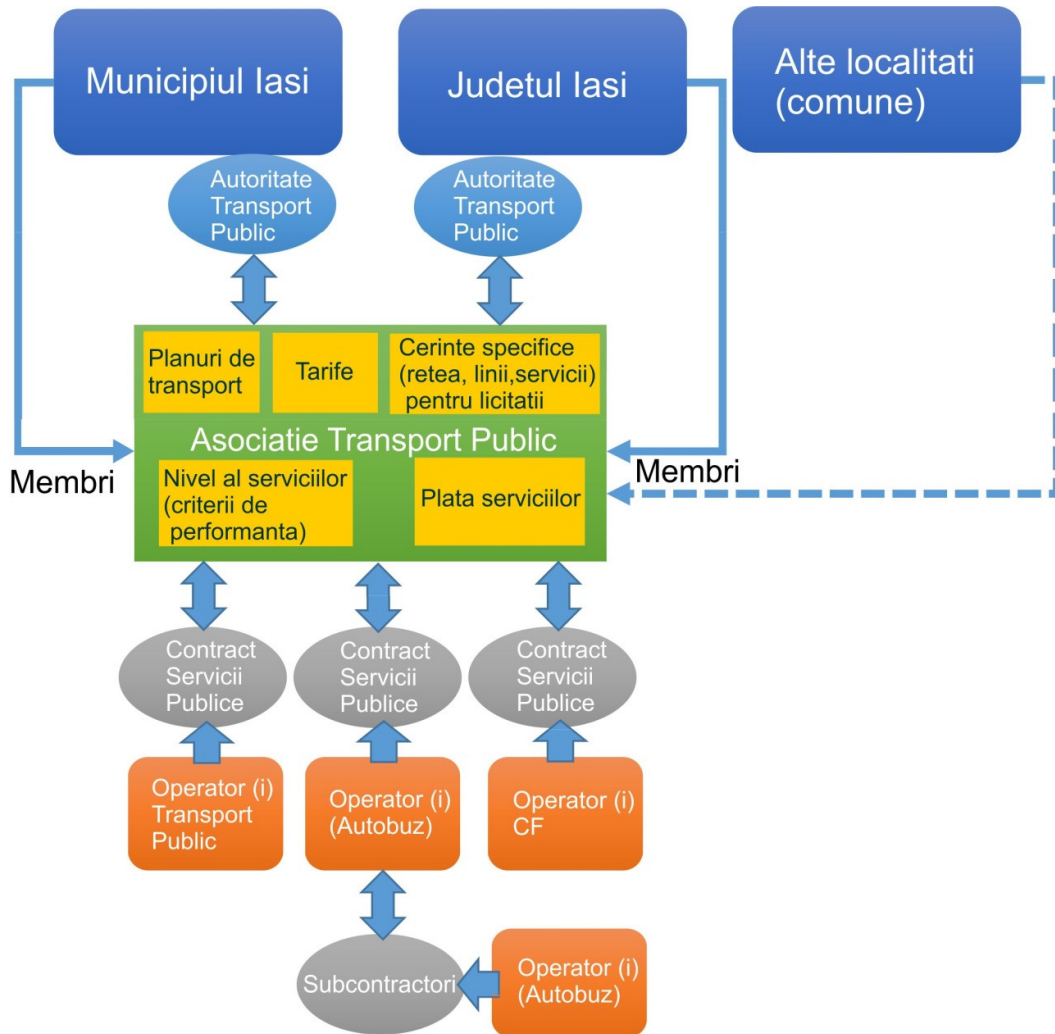 Municipiul Iasi
Judetul Iasi
Alte localitati
(comune)
Autoritate
Transport
Public
Autoritate
Transport
Public
Planuri de
transport
Tarife
Cerinte specifice
(retea, linii,servicii)
pentru licitatii
Asociatie Transport Public
Membri
Membri
Nivel al serviciilor
(criterii de
performanta)
Plata serviciilor
Contract
Servicii
Publice
Contract
Servicii
Publice
Contract
Servicii
Publice
Operator (i)
Transport
Public
Operator (i)
(Autobuz)
Operator (i)
CF
Subcontractori
Operator (i)
(Autobuz)